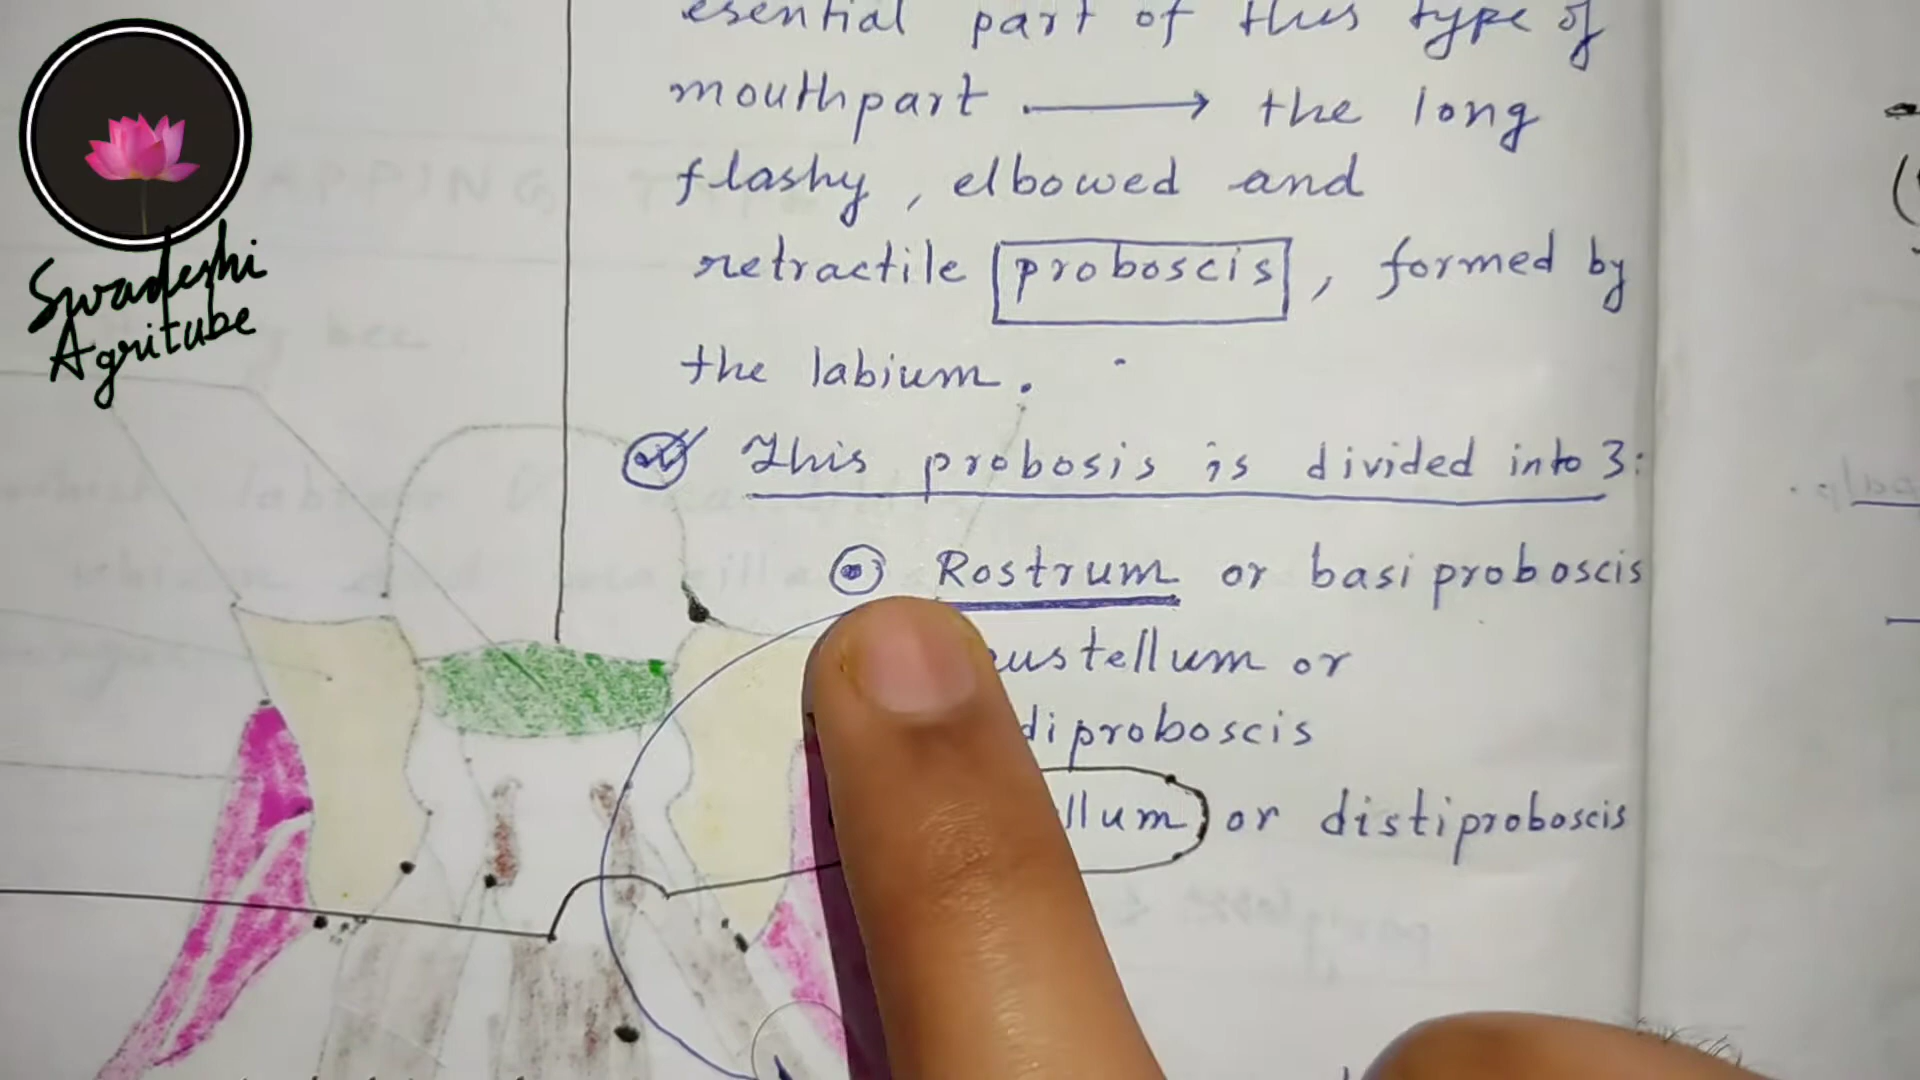 Swadeshi
Agritube
esential part of this type of
mouthpart. → the long
flashy, elbowed and
retractile proboscis, formed by
the labium.
This probosis is divided into 3:
Rostrum or basiproboscis
ustellum or
diproboscis
llum or distiproboscis